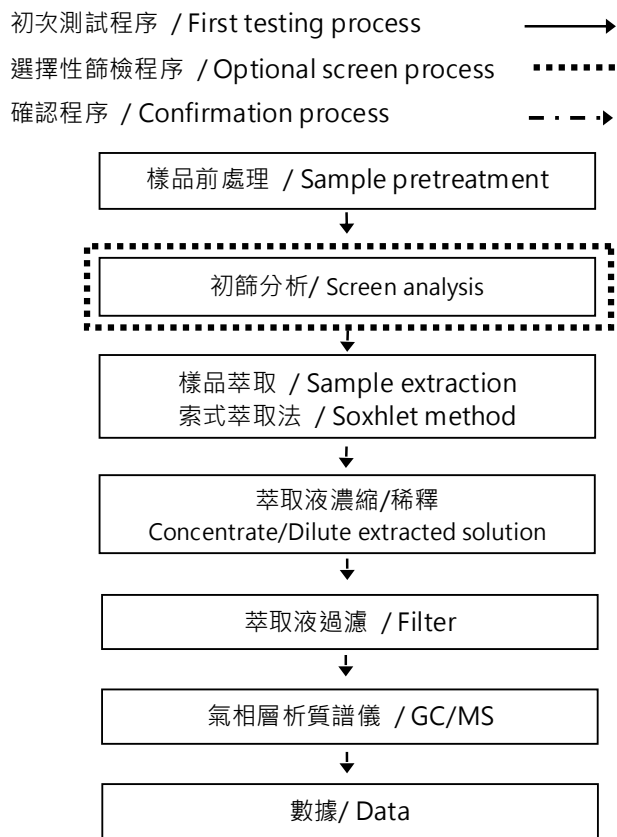 初次測試程序 / First testing process
選擇性篩檢程序 / Optional screen process
確認程序 / Confirmation process
樣品前處理 / Sample pretreatment
初篩分析/ Screen analysis
樣品萃取 / Sample extraction
索式萃取法 / Soxhlet method
萃取液濃縮/稀釋
Concentrate/Dilute extracted solution
萃取液過濾 / Filter
氣相層析質譜儀 / GC/MS
數據/ Data